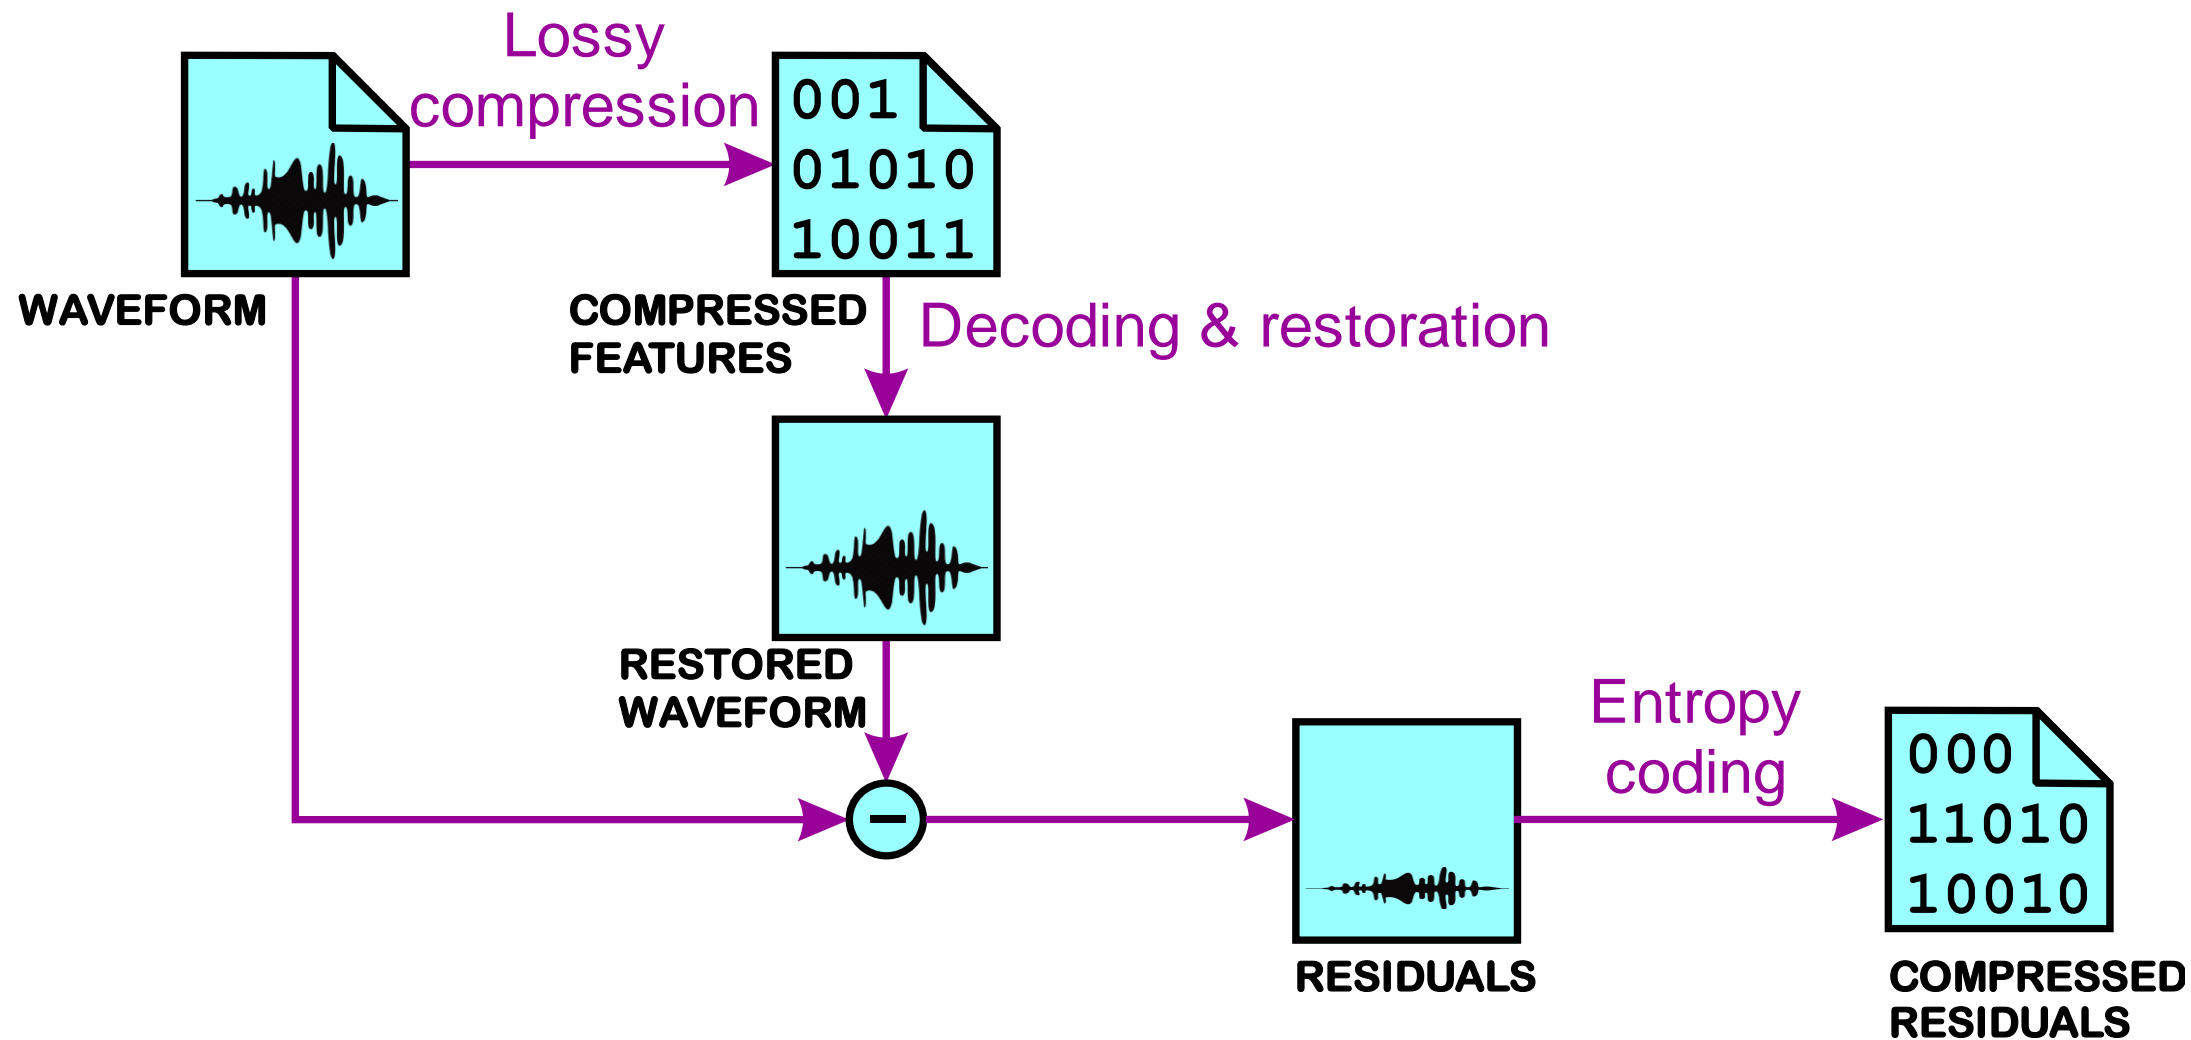 Lossy
compression
001
01010
10011
WAVEFORM
COMPRESSED
FEATURES
Decoding & restoration
RESTORED
WAVEFORM
Entropy
coding
000
11010
10010
RESIDUALS
COMPRESSED
RESIDUALS